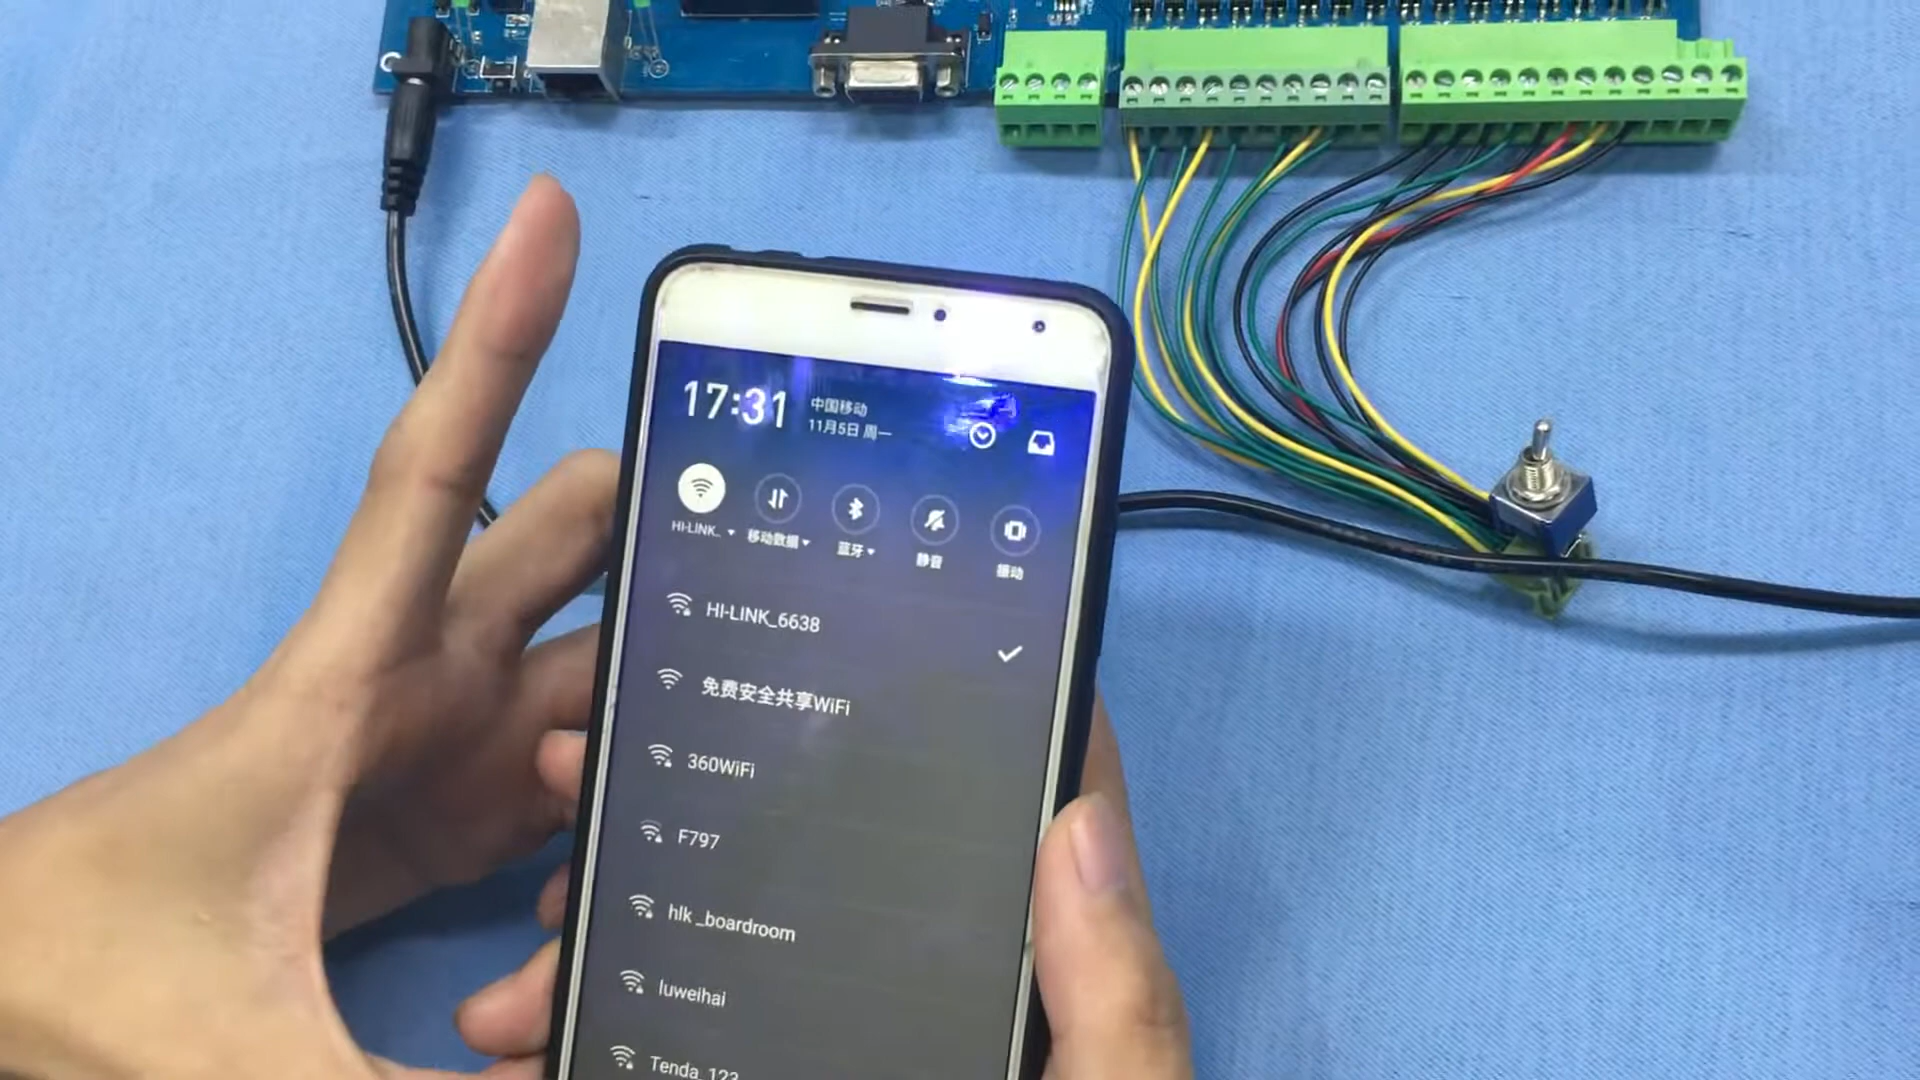 17:31
中国移动
11月5日 周一
HI-LINK..
移动数据
蓝牙
静音
振动
HI-LINK_6638
免费安全共享WiFi
360WiFi
F797
hlk_boardroom
luweihai
Tenda_123